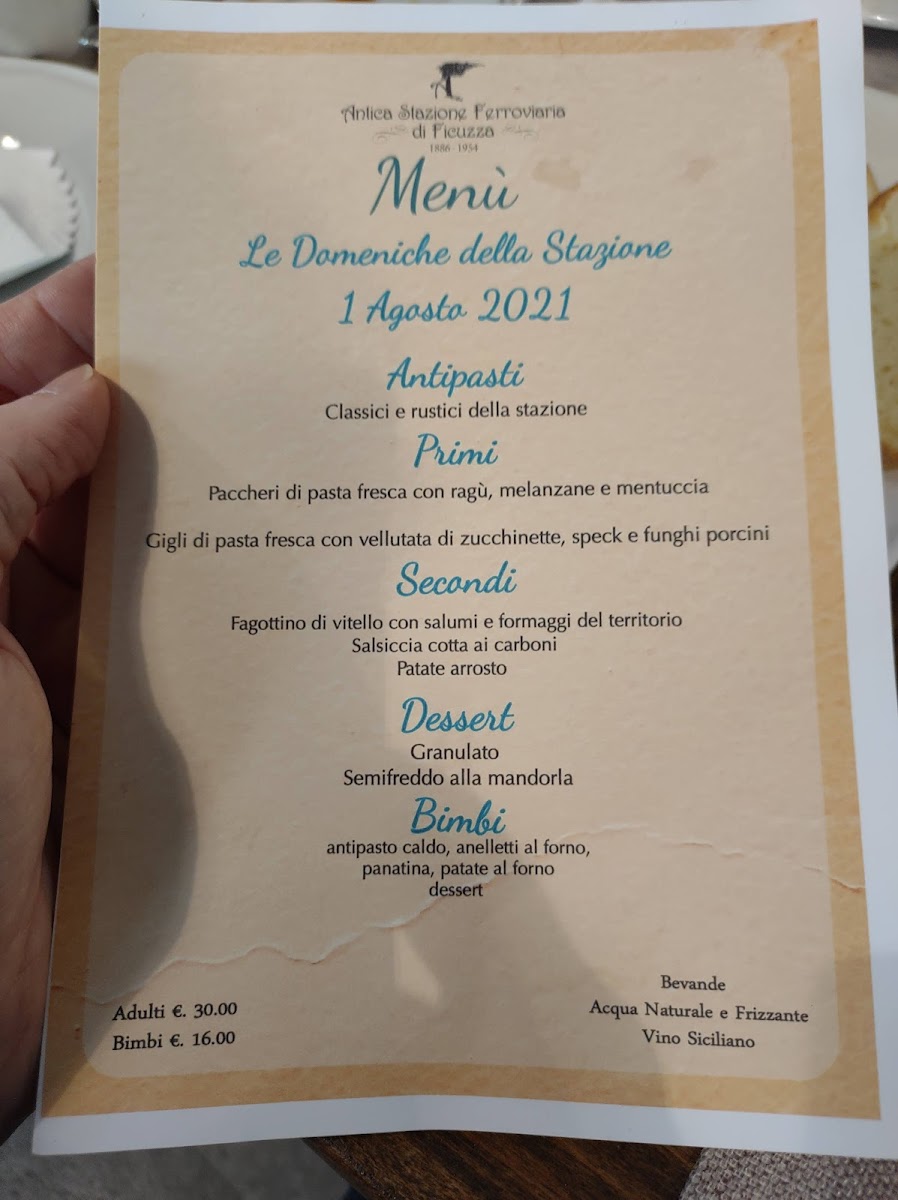 Antica Stazione Ferroviaria
di Ficuzza
1886 - 1954
Menù
Le Domeniche della Stazione
1 Agosto 2021
Antipasti
Classici e rustici della stazione
Primi
Paccheri di pasta fresca con ragù, melanzane e mentuccia
Gigli di pasta fresca con vellutata di zucchinette, speck e funghi porcini
Secondi
Fagottino di vitello con salumi e formaggi del territorio
Salsiccia cotta ai carboni
Patate arrosto
Dessert
Granulato
Semifreddo alla mandorla
Bimbi
antipasto caldo, anelletti al forno,
panatina, patate al forno
dessert
Adulti €. 30.00
Bimbi €. 16.00
Bevande
Acqua Naturale e Frizzante
Vino Siciliano